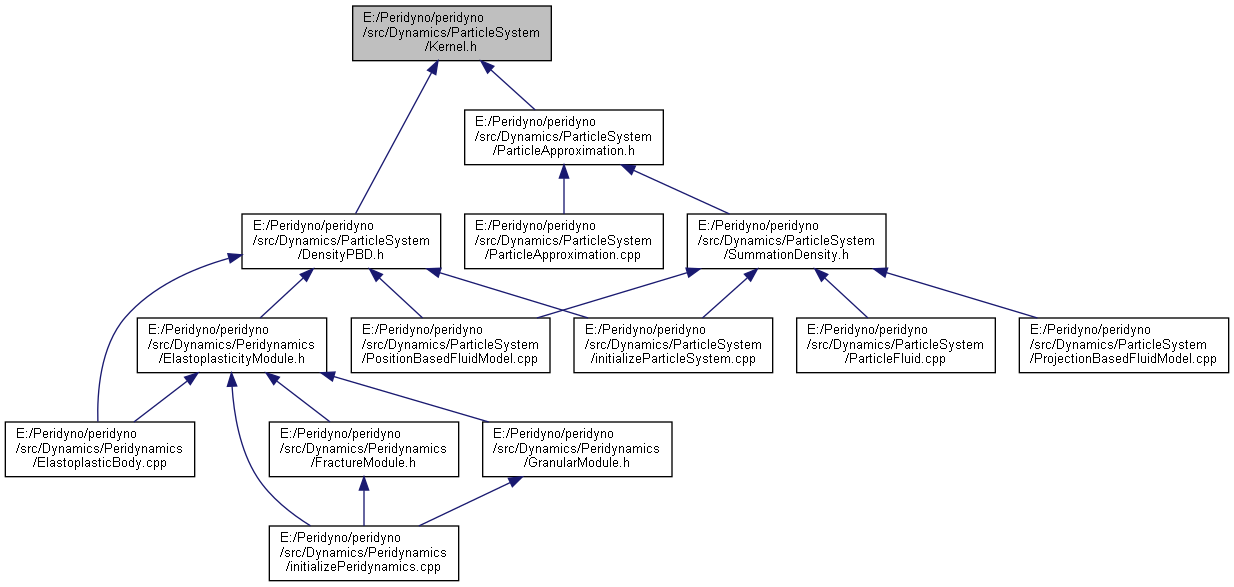 E:/Peridyno/peridyno
/src/Dynamics/ParticleSystem
/Kernel.h
E:/Peridyno/peridyno
/src/Dynamics/ParticleSystem
/ParticleApproximation.h
E:/Peridyno/peridyno
/src/Dynamics/ParticleSystem
/DensityPBD.h
E:/Peridyno/peridyno
/src/Dynamics/ParticleSystem
/ParticleApproximation.cpp
E:/Peridyno/peridyno
/src/Dynamics/ParticleSystem
/SummationDensity.h
E:/Peridyno/peridyno
/src/Dynamics/Peridynamics
/ElastoplasticityModule.h
E:/Peridyno/peridyno
/src/Dynamics/ParticleSystem
/PositionBasedFluidModel.cpp
E:/Peridyno/peridyno
/src/Dynamics/ParticleSystem
/initializeParticleSystem.cpp
E:/Peridyno/peridyno
/src/Dynamics/ParticleSystem
/ParticleFluid.cpp
E:/Peridyno/peridyno
/src/Dynamics/ParticleSystem
/ProjectionBasedFluidModel.cpp
E:/Peridyno/peridyno
/src/Dynamics/Peridynamics
/ElastoplasticBody.cpp
E:/Peridyno/peridyno
/src/Dynamics/Peridynamics
/FractureModule.h
E:/Peridyno/peridyno
/src/Dynamics/Peridynamics
/GranularModule.h
E:/Peridyno/peridyno
/src/Dynamics/Peridynamics
/initializePeridynamics.cpp